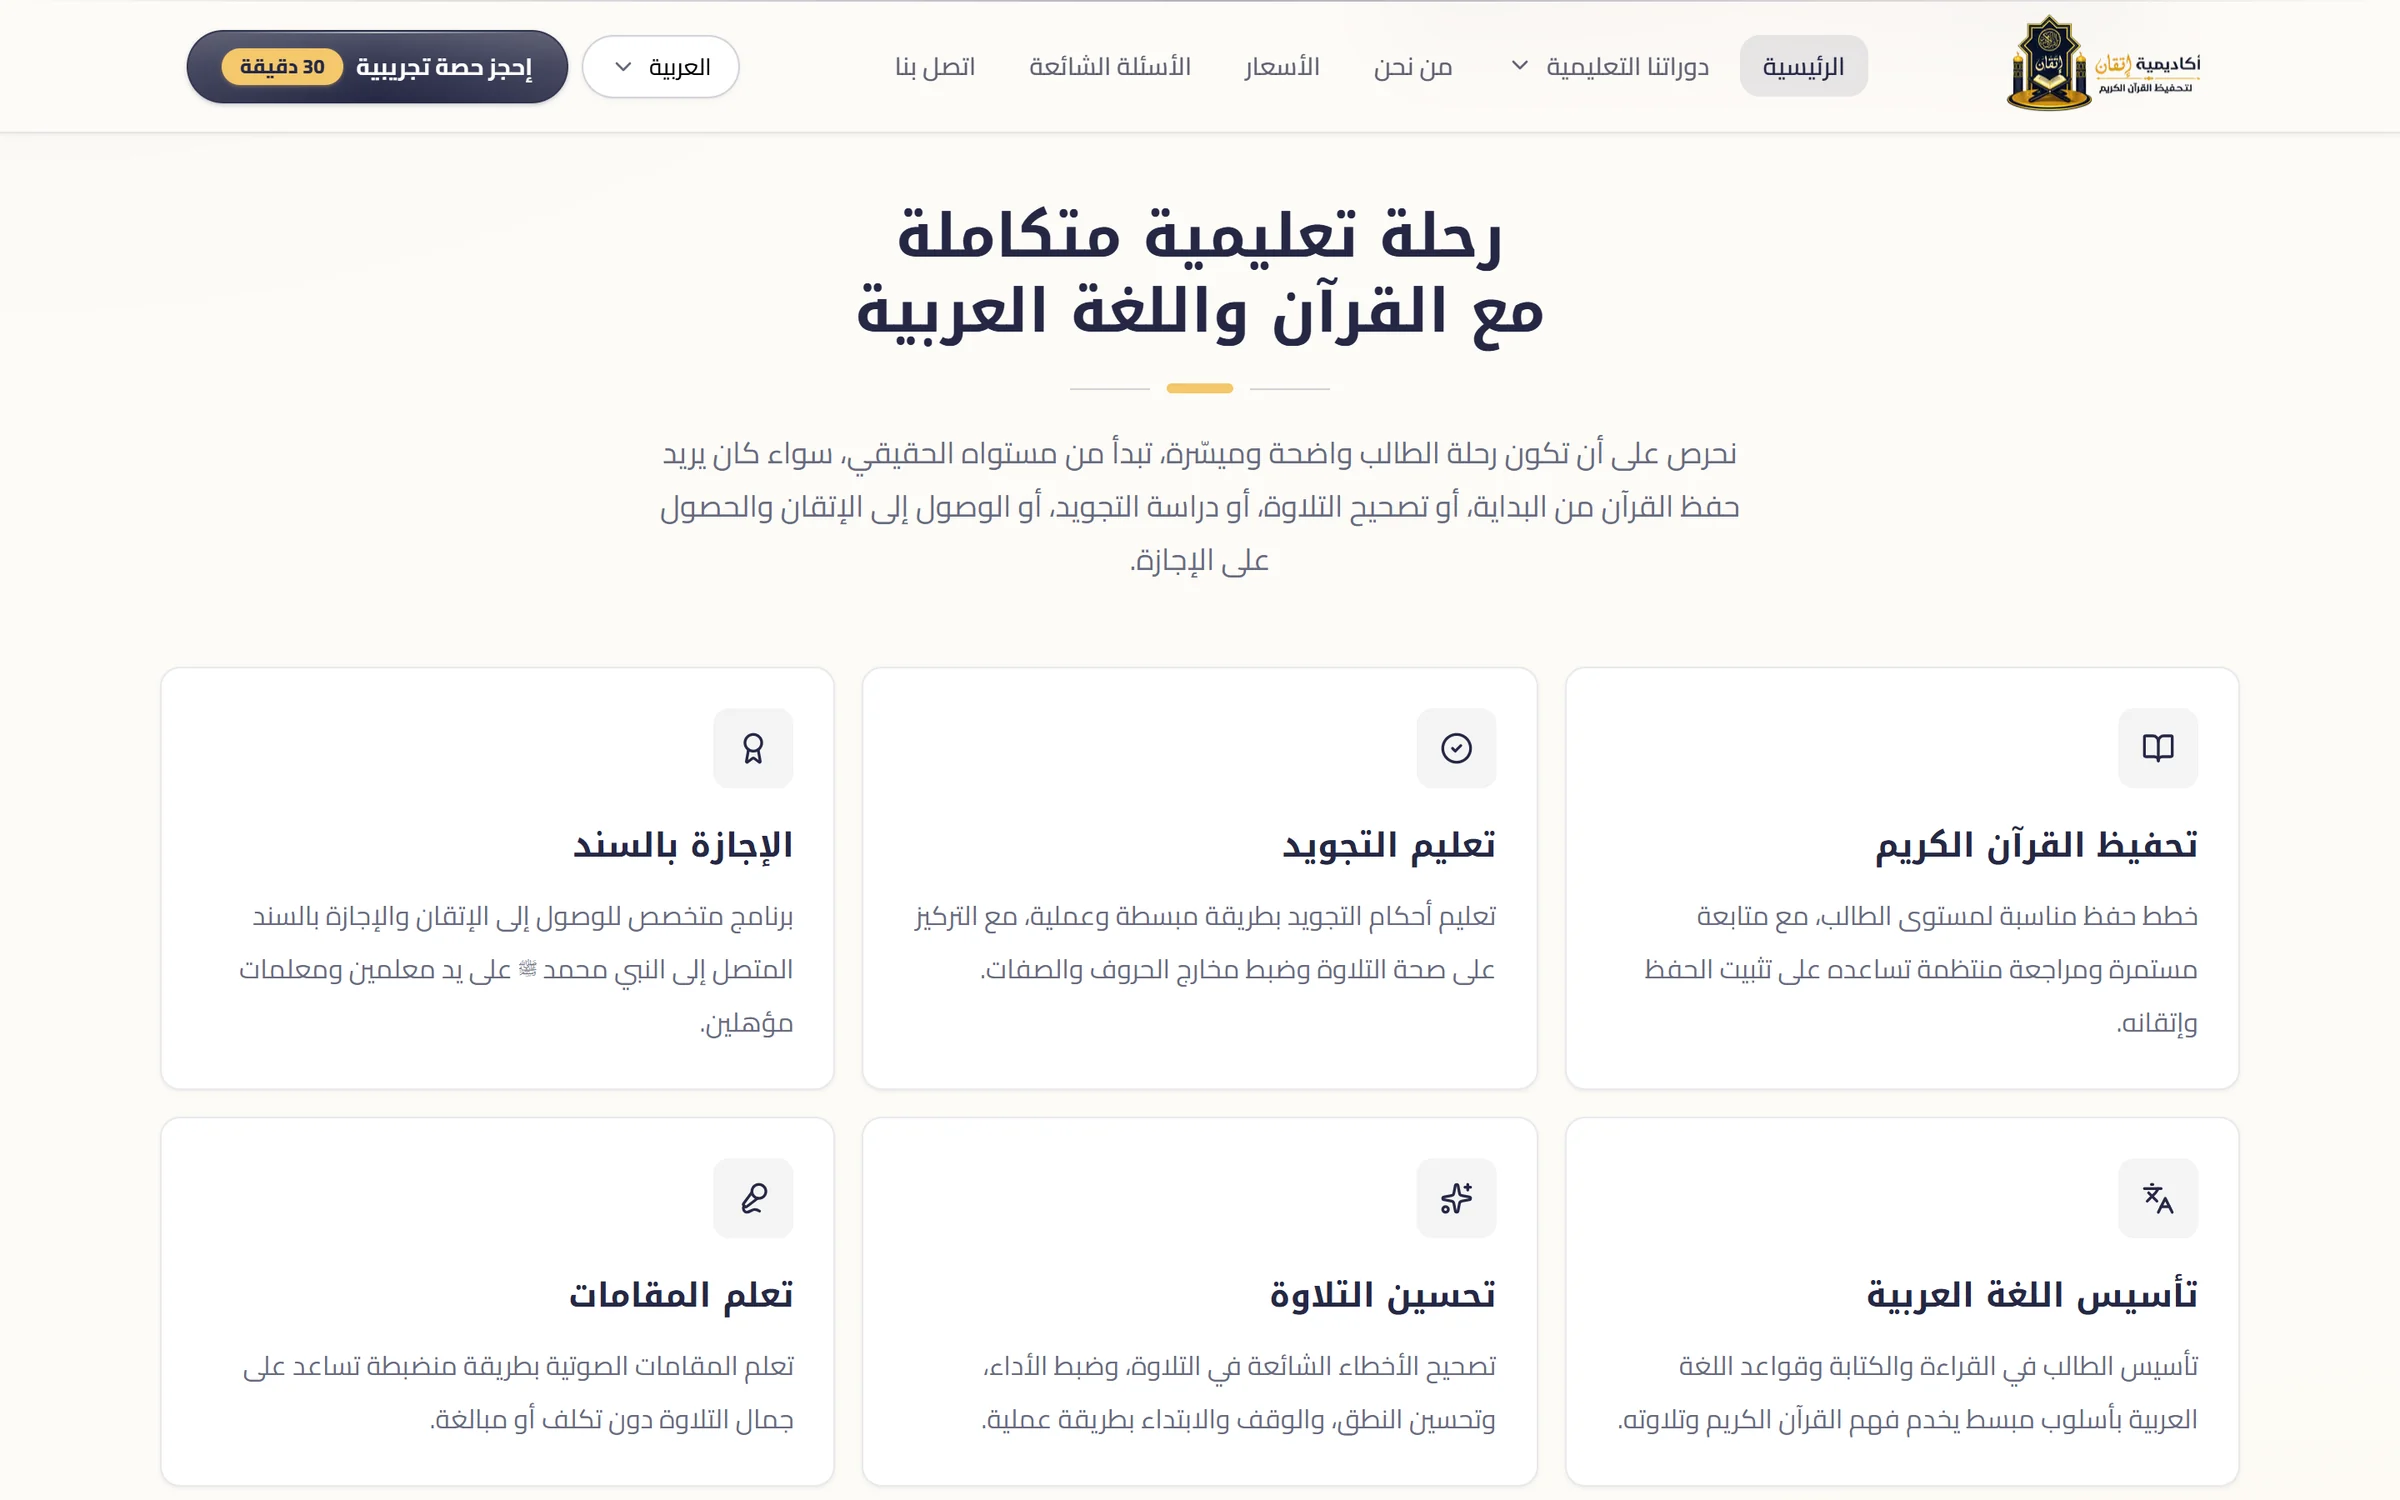 أكاديمية إتقان
لتحفيظ القرآن الكريم
إتقان
الرئيسية
دوراتنا التعليمية
من نحن
الأسعار
الأسئلة الشائعة
اتصل بنا
العربية
إحجز حصة تجريبية 30 دقيقة
رحلة تعليمية متكاملة
مع القرآن واللغة العربية
نحرص على أن تكون رحلة الطالب واضحة وميسّرة، تبدأ من مستواه الحقيقي، سواء كان يريد
حفظ القرآن من البداية، أو تصحيح التلاوة، أو دراسة التجويد، أو الوصول إلى الإتقان والحصول
على الإجازة.
تحفيظ القرآن الكريم
خطط حفظ مناسبة لمستوى الطالب، مع متابعة
مستمرة ومراجعة منتظمة تساعده على تثبيت الحفظ
وإتقانه.
تعليم التجويد
تعليم أحكام التجويد بطريقة مبسطة وعملية، مع التركيز
على صحة التلاوة وضبط مخارج الحروف والصفات.
الإجازة بالسند
برنامج متخصص للوصول إلى الإتقان والإجازة بالسند
المتصل إلى النبي محمد ﷺ على يد معلمين ومعلمات
مؤهلين.
تأسيس اللغة العربية
تأسيس الطالب في القراءة والكتابة وقواعد اللغة
العربية بأسلوب مبسط يخدم فهم القرآن الكريم وتلاوته.
تحسين التلاوة
تصحيح الأخطاء الشائعة في التلاوة، وضبط الأداء،
وتحسين النطق، والوقف والابتداء بطريقة عملية.
تعلم المقامات
تعلم المقامات الصوتية بطريقة منضبطة تساعد على
جمال التلاوة دون تكلف أو مبالغة.